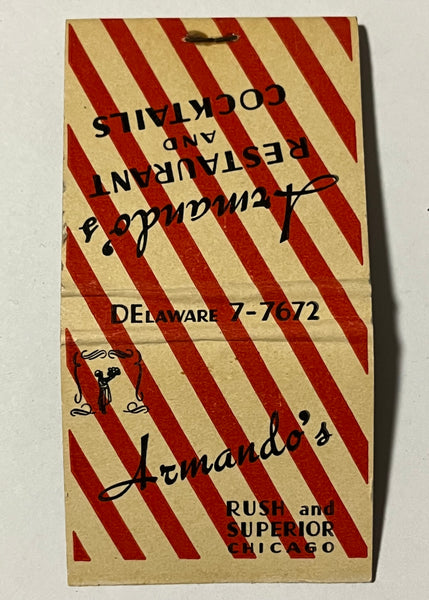 Armando's
RESTAURANT
AND
COCKTAILS
DELAWARE 7-7672
Armando's
RUSH and
SUPERIOR
CHICAGO